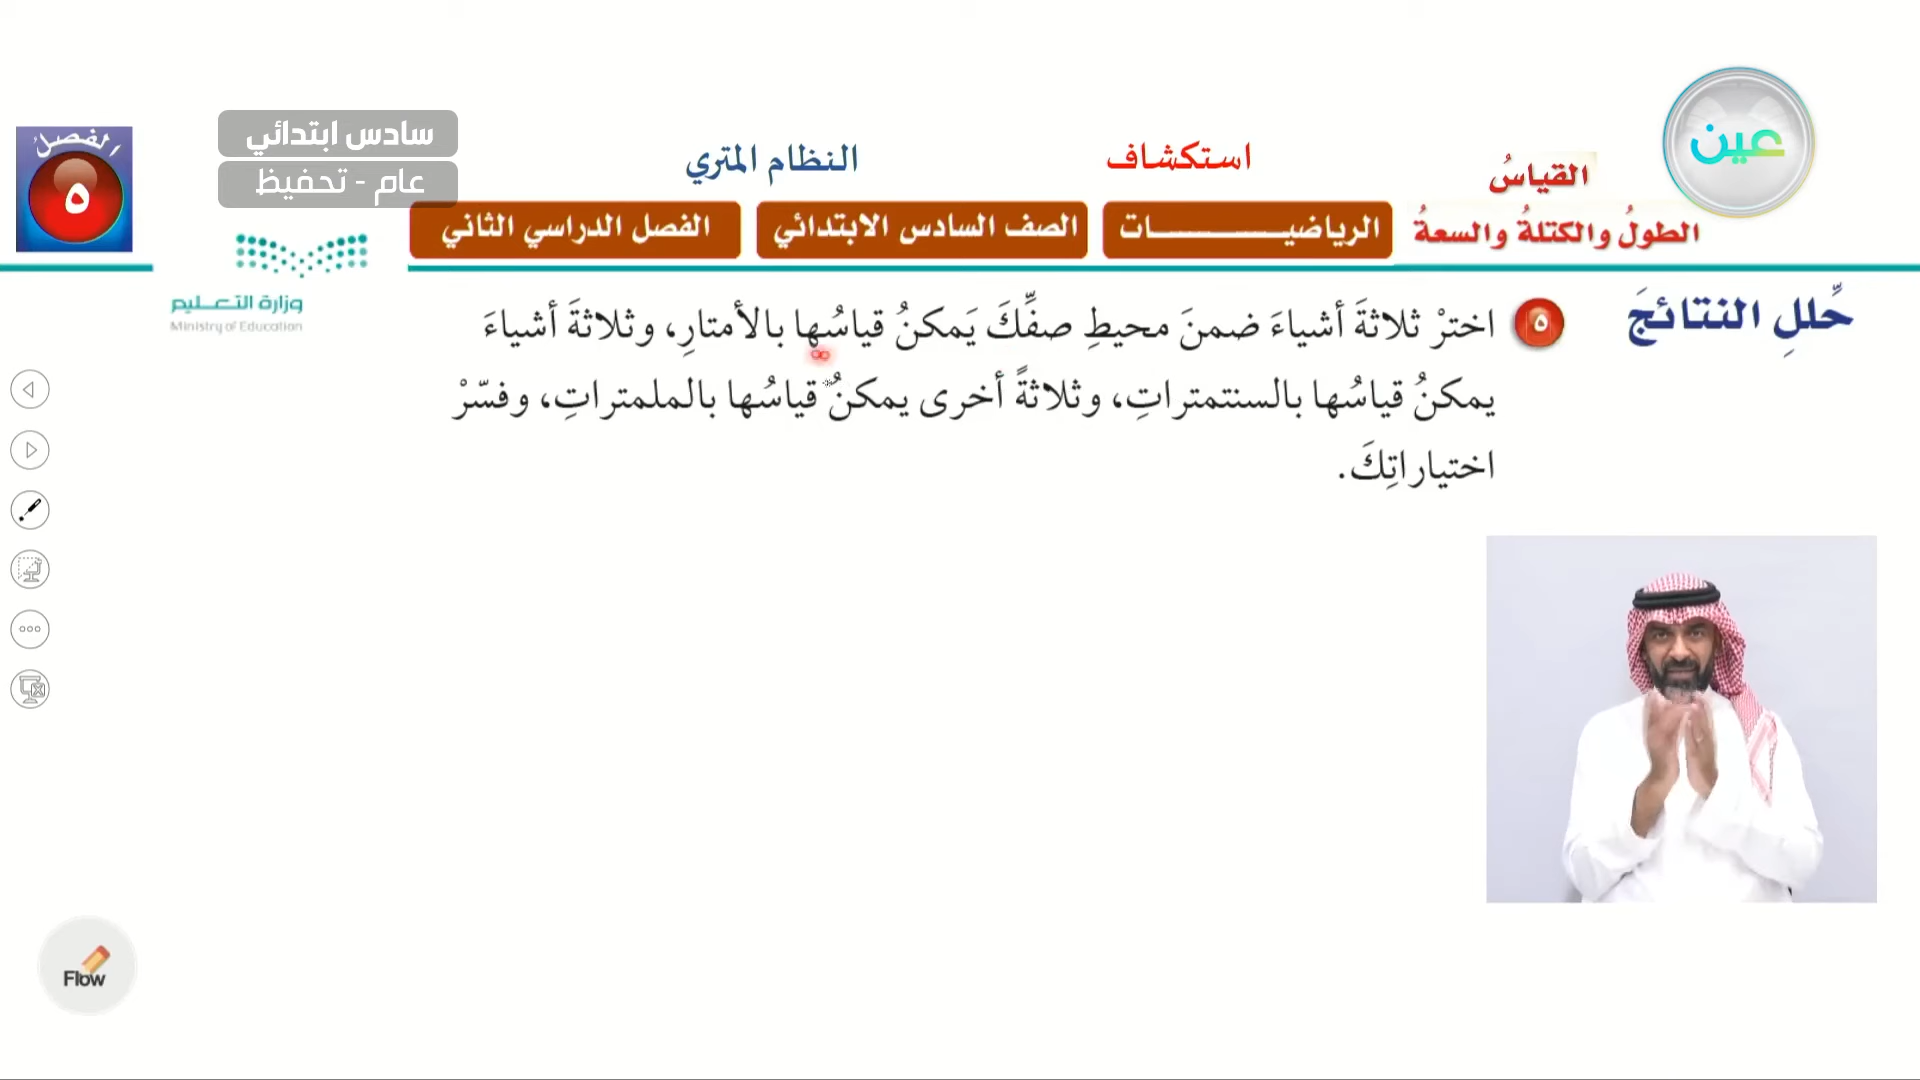 عين
سادس ابتدائي
عام - تحفيظ
الفصل
٥
القياسُ
استكشاف
النظام المتري
الطولُ والكتلةُ والسعةُ
الرياضيـــــــــات
الصف السادس الابتدائي
الفصل الدراسي الثاني
وزارة التعـــليم
Ministry of Education
حلِّلِ النتائجَ
٥ اخترْ ثلاثةَ أشياءَ ضمنَ محيطِ صفِّكَ يَمكنُ قياسُها بالأمتارِ، وثلاثةَ أشياءَ
يمكنُ قياسُها بالسنتمتراتِ، وثلاثةً أخرى يمكنُ قياسُها بالملمتراتِ، وفسّرْ
اختياراتِكَ.
Flow